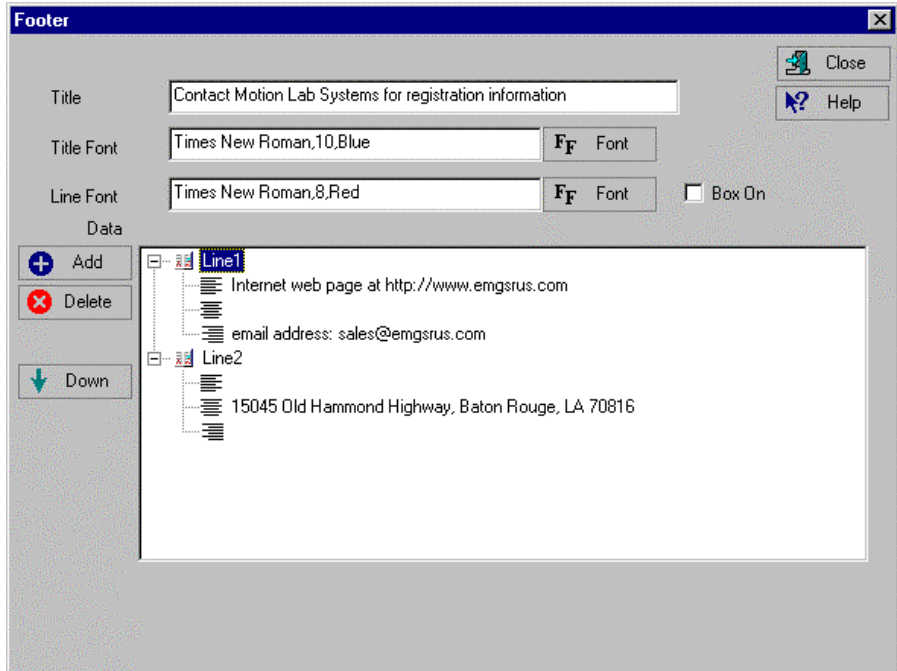 Footer
Close
Title Contact Motion Lab Systems for registration information
Help
Title Font Times New Roman,10,Blue FF Font
Line Font Times New Roman,8,Red FF Font Box On
Data
Add
Line1
Internet web page at http://www.emgsrus.com
Delete
email address: sales@emgsrus.com
Line2
Down
15045 Old Hammond Highway, Baton Rouge, LA 70816